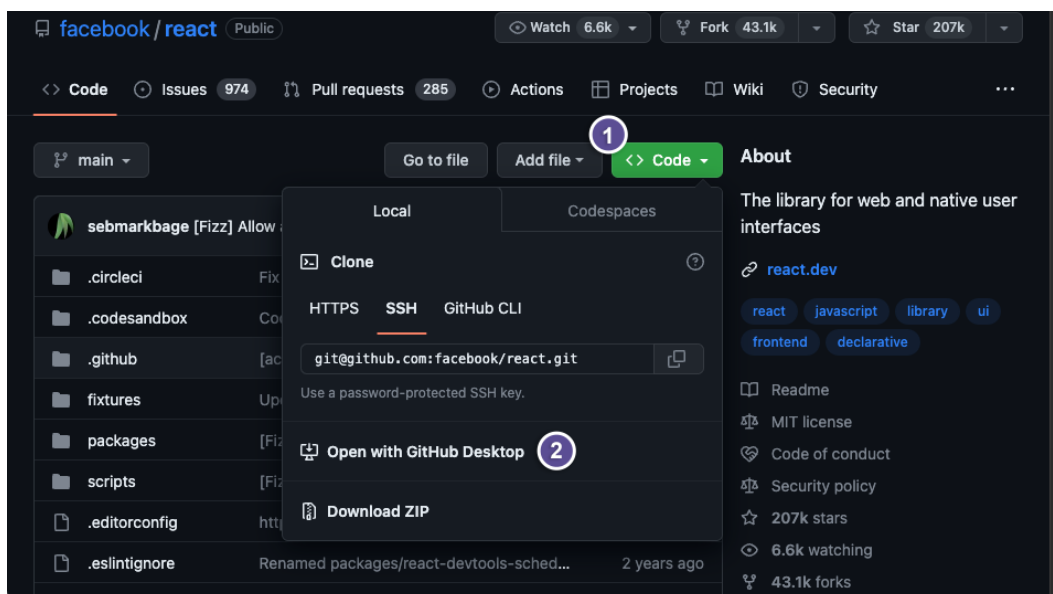 facebook / react Public Watch 6.6k Fork 43.1k Star 207k
Code Issues 974 Pull requests 285 Actions Projects Wiki Security ...
1
main Go to file Add file <> Code
Local Codespaces
Clone
HTTPS SSH GitHub CLI
git@github.com:facebook/react.git
Use a password-protected SSH key.
Open with GitHub Desktop 2
Download ZIP
sebmarkbage [Fizz] Allow
.circleci Fix
.codesandbox
.github [ac
fixtures
packages [Fiz
scripts [Fiz
.editorconfig
.eslintignore Renamed packages/react-devtools-sched... 2 years ago
About
The library for web and native user
interfaces
react.dev
react javascript library ui
frontend declarative
Readme
MIT license
Code of conduct
Security policy
207k stars
6.6k watching
43.1k forks